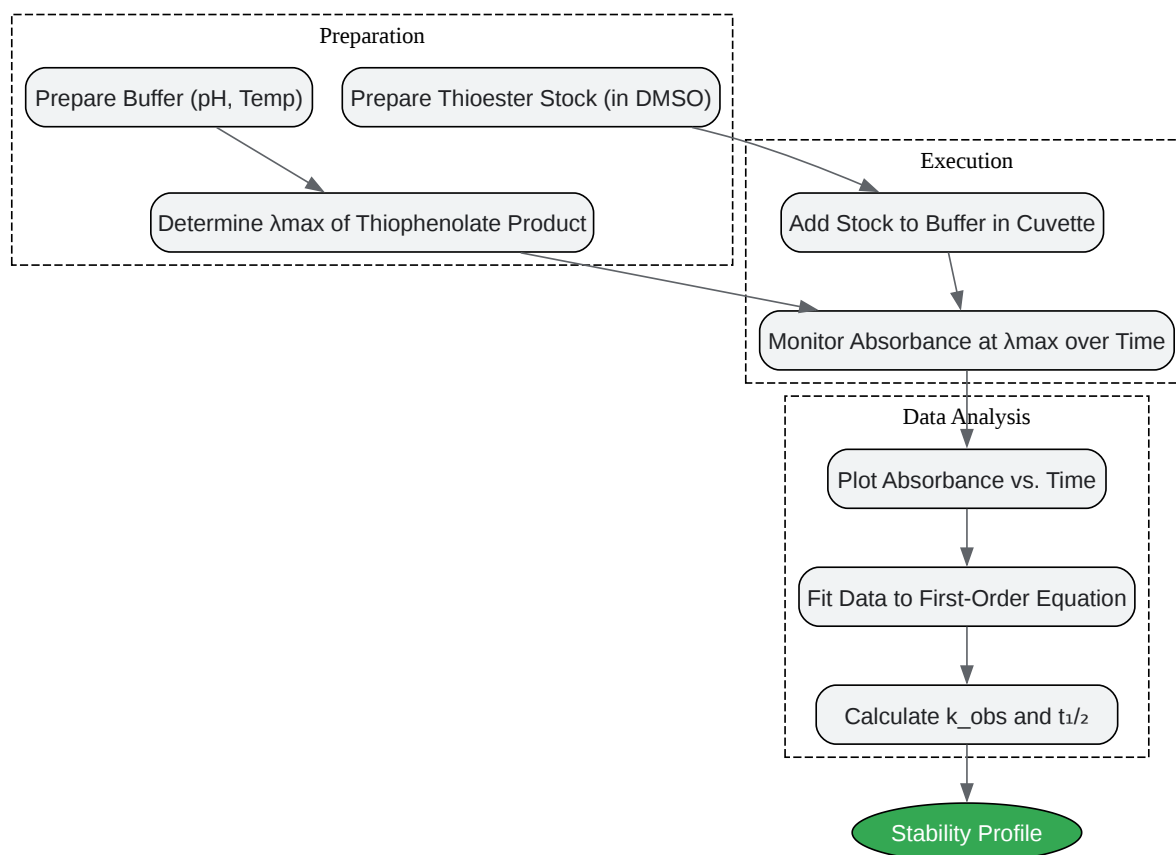 Preparation
Prepare Buffer (pH, Temp)
Prepare Thioester Stock (in DMSO)
Determine λmax of Thiophenolate Product
Execution
Add Stock to Buffer in Cuvette
Monitor Absorbance at λmax over Time
Data Analysis
Plot Absorbance vs. Time
Fit Data to First-Order Equation
Calculate k_obs and t₁/₂
Stability Profile